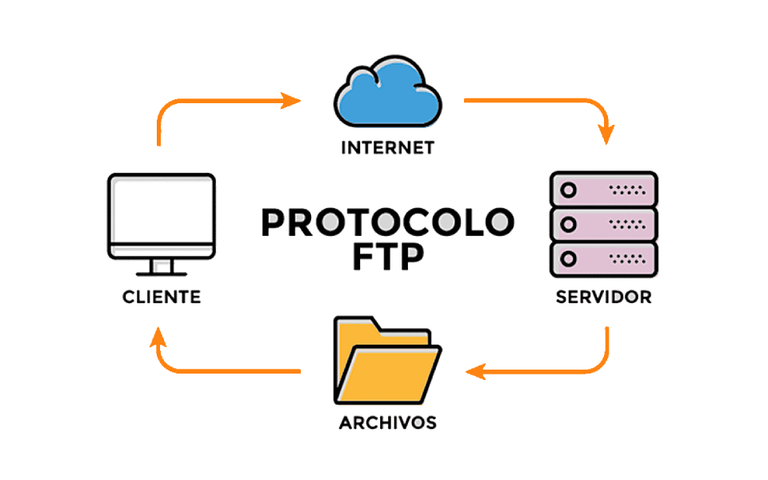 INTERNET
PROTOCOLO
FTP
CLIENTE
SERVIDOR
ARCHIVOS